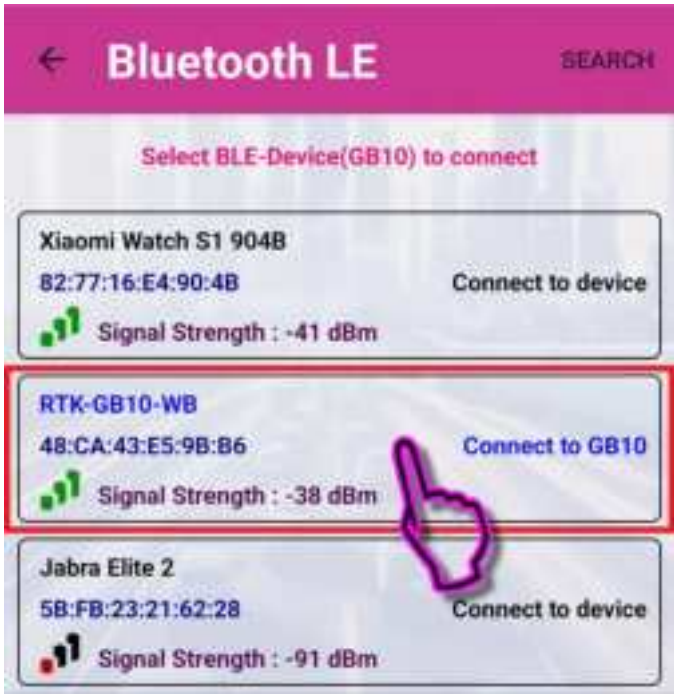 Bluetooth LE
SEARCH
Select BLE-Device(GB10) to connect
Xiaomi Watch S1 904B
82:77:16:E4:90:4B
Connect to device
Signal Strength : -41 dBm
RTK-GB10-WB
48:CA:43:E5:9B:B6
Connect to GB10
Signal Strength : -38 dBm
Jabra Elite 2
5B:FB:23:21:62:28
Connect to device
Signal Strength : -91 dBm